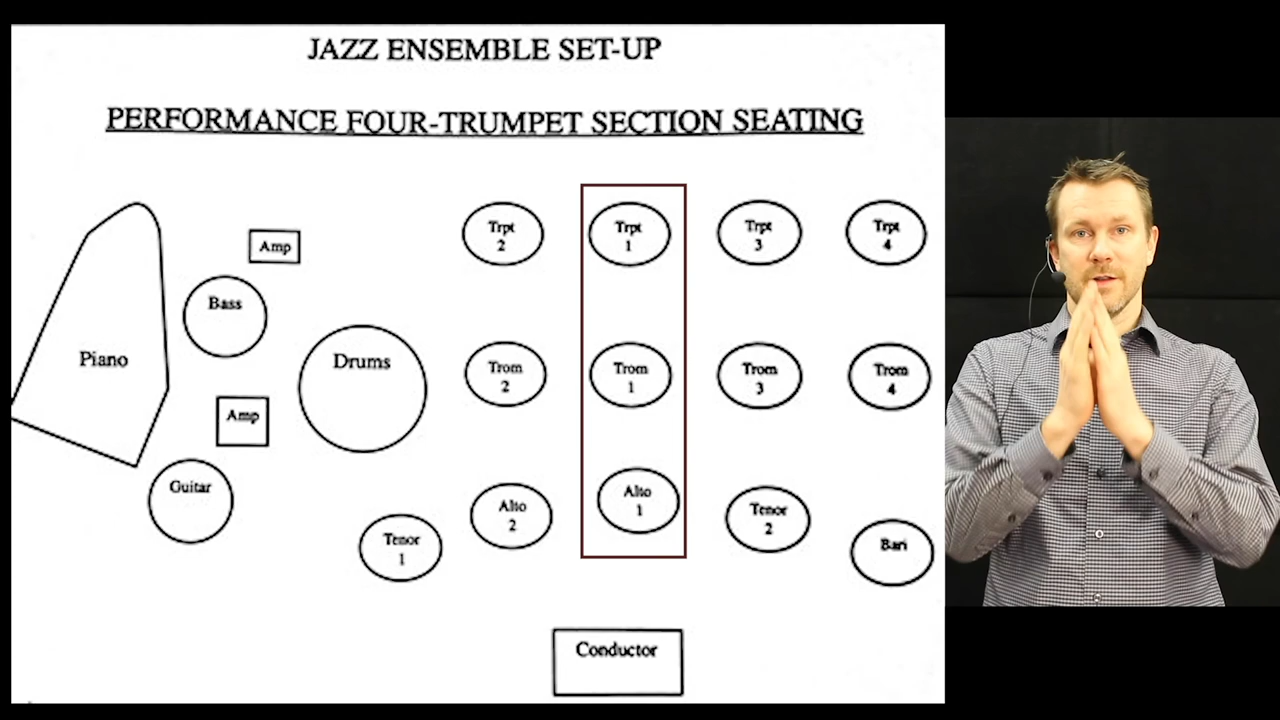 JAZZ ENSEMBLE SET-UP
PERFORMANCE FOUR-TRUMPET SECTION SEATING
Trpt
2
Trpt
1
Trpt
3
Trpt
4
Amp
Bass
Piano
Drums
Trom
2
Trom
1
Trom
3
Trom
4
Amp
Guitar
Tenor
1
Alto
2
Alto
1
Tenor
2
Bari
Conductor